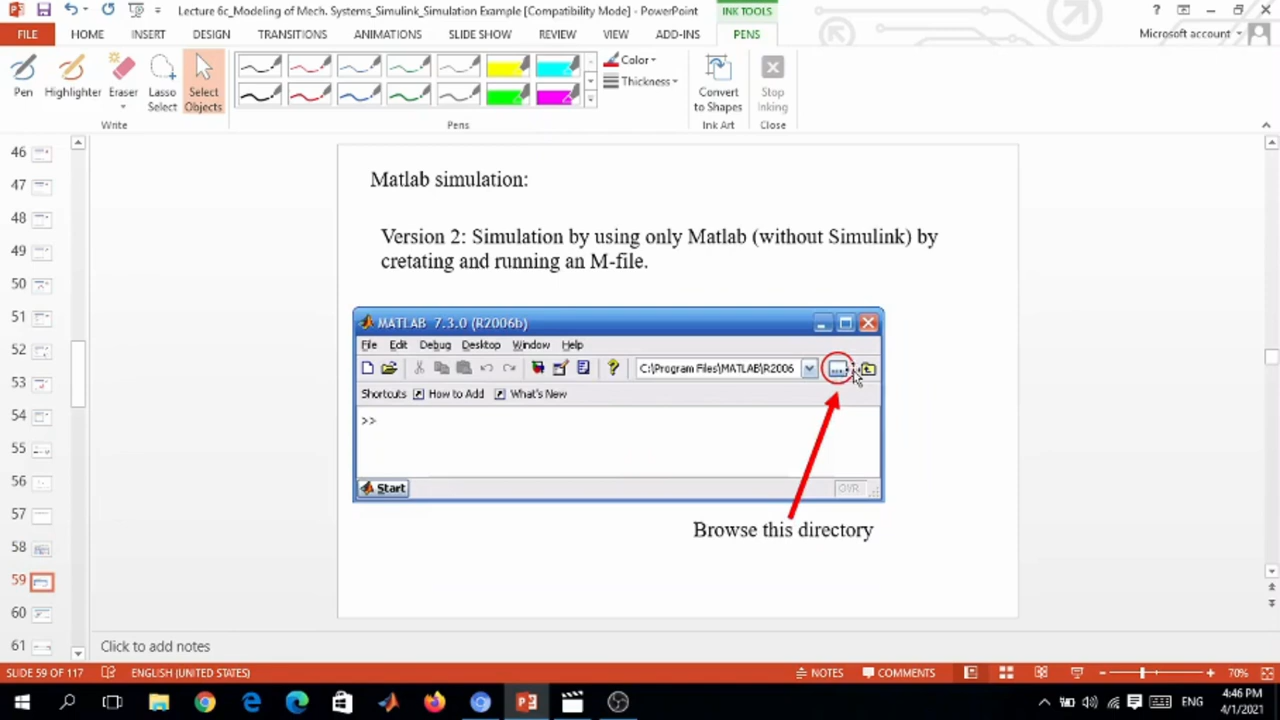 Lecture 6c_Modeling of Mech. Systems_Simulink_Simulation Example [Compatibility Mode] - PowerPoint
INK TOOLS
?
FILE
HOME
INSERT
DESIGN
TRANSITIONS
ANIMATIONS
SLIDE SHOW
REVIEW
VIEW
ADD-INS
PENS
Microsoft account
Pen
Highlighter
Eraser
Lasso
Select
Select
Objects
Color
Thickness
Convert
to Shapes
Stop
Inking
Write
Pens
Ink Art
Close
46
47
48
49
50
51
52
53
54
55
56
57
58
59
60
61
Matlab simulation:
Version 2: Simulation by using only Matlab (without Simulink) by
cretating and running an M-file.
MATLAB 7.3.0 (R2006b)
File Edit Debug Desktop Window Help
C:\Program Files\MATLAB\R2006
...
Shortcuts How to Add What's New
>>
Start
OVR
Browse this directory
Click to add notes
SLIDE 59 OF 117
ENGLISH (UNITED STATES)
NOTES
COMMENTS
70%
ENG
4:46 PM
4/1/2021